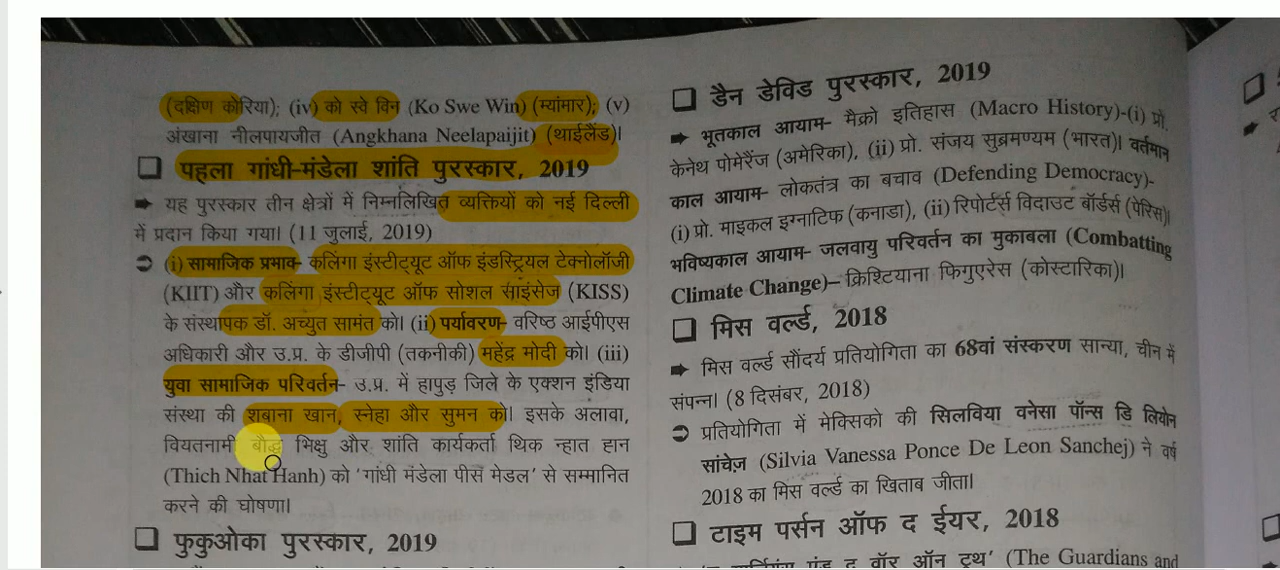 (दक्षिण कोरिया); (iv) को स्वे विन (Ko Swe Win) (म्यांमार); (v)
अंखाना नीलपायजीत (Angkhana Neelapaijit) (थाईलैंड)।
❑ पहला गांधी-मंडेला शांति पुरस्कार, 2019
➡ यह पुरस्कार तीन क्षेत्रों में निम्नलिखित व्यक्तियों को नई दिल्ली
में प्रदान किया गया। (11 जुलाई, 2019)
➲ (i) सामाजिक प्रभाव- कलिंगा इंस्टीट्यूट ऑफ इंडस्ट्रियल टेक्नोलॉजी
(KIIT) और कलिंगा इंस्टीट्यूट ऑफ सोशल साइंसेज (KISS)
के संस्थापक डॉ. अच्युत सामंत को। (ii) पर्यावरण- वरिष्ठ आईपीएस
अधिकारी और उ.प्र. के डीजीपी (तकनीकी) महेंद्र मोदी को। (iii)
युवा सामाजिक परिवर्तन- उ.प्र. में हापुड़ जिले के एक्शन इंडिया
संस्था की शबाना खान, स्नेहा और सुमन को। इसके अलावा,
वियतनामी बौद्ध भिक्षु और शांति कार्यकर्ता थिक न्हात हान
(Thich Nhat Hanh) को 'गांधी मंडेला पीस मेडल' से सम्मानित
करने की घोषणा।
❑ फुकुओका पुरस्कार, 2019
❑ डैन डेविड पुरस्कार, 2019
➡ भूतकाल आयाम- मैक्रो इतिहास (Macro History)-(i) प्रो.
केनेथ पोमेरैंज (अमेरिका), (ii) प्रो. संजय सुब्रमण्यम (भारत)। वर्तमान
काल आयाम- लोकतंत्र का बचाव (Defending Democracy)-
(i) प्रो. माइकल इग्नाटिफ (कनाडा), (ii) रिपोर्टर्स विदाउट बॉर्डर्स (पेरिस)।
भविष्यकाल आयाम- जलवायु परिवर्तन का मुकाबला (Combatting
Climate Change)– क्रिश्टियाना फिगुएरेस (कोस्टारिका)।
❑ मिस वर्ल्ड, 2018
➡ मिस वर्ल्ड सौंदर्य प्रतियोगिता का 68वां संस्करण सान्या, चीन में
संपन्न। (8 दिसंबर, 2018)
➲ प्रतियोगिता में मेक्सिको की सिलविया वनेसा पॉन्स डि लियोन
सांचेज़ (Silvia Vanessa Ponce De Leon Sanchej) ने वर्ष
2018 का मिस वर्ल्ड का खिताब जीता।
❑ टाइम पर्सन ऑफ द ईयर, 2018
एंड द वॉर ऑन ट्रुथ' (The Guardians and